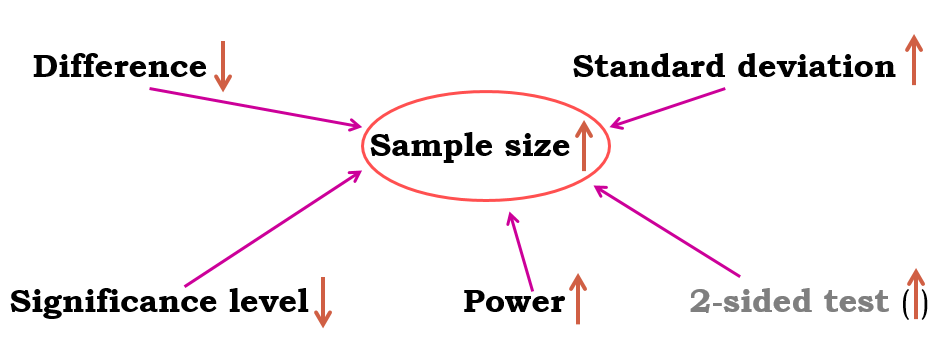 Difference
Standard deviation
Sample size
Significance level
Power
2-sided test ( )